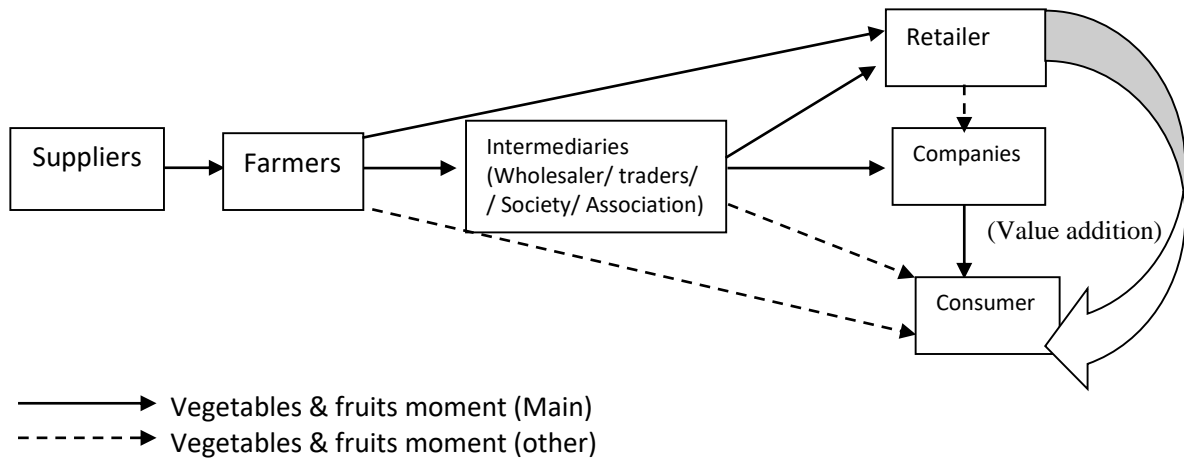 Retailer
Suppliers
Farmers
Intermediaries
(Wholesaler/ traders/
/ Society/ Association)
Companies
(Value addition)
Consumer
Vegetables & fruits moment (Main)
Vegetables & fruits moment (other)